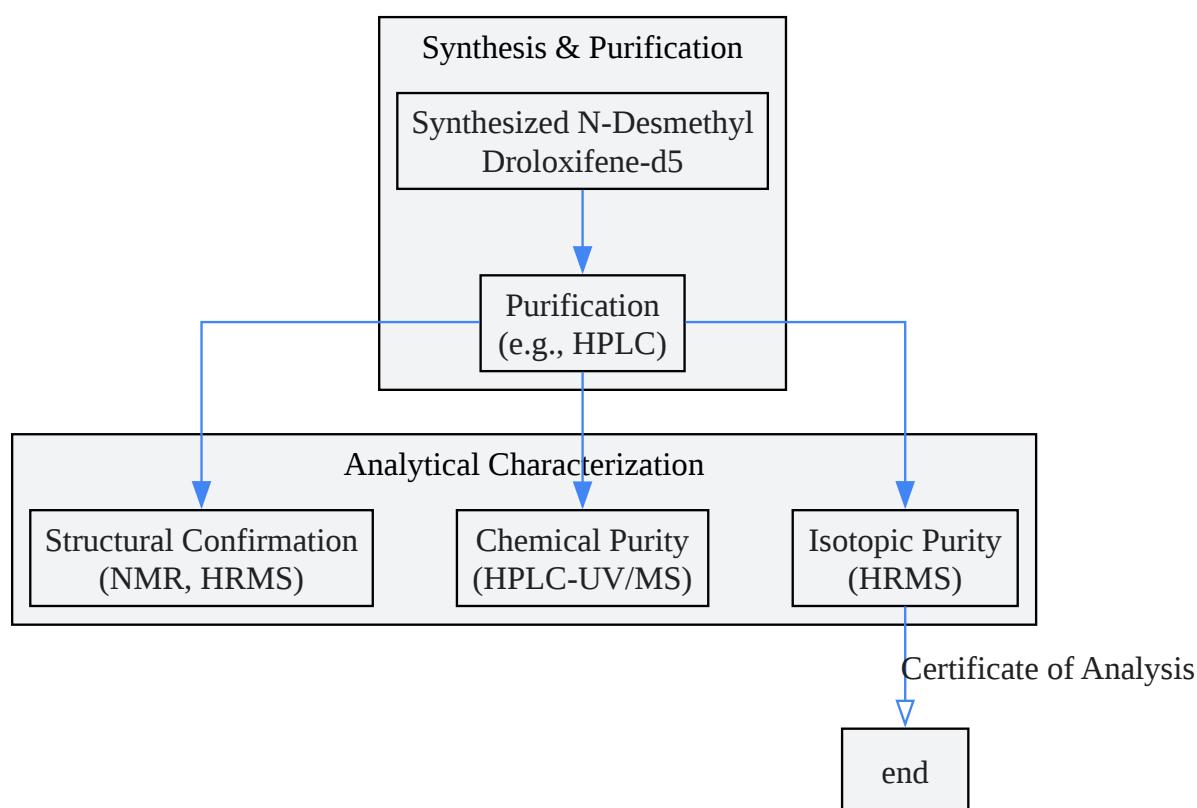 Synthesis & Purification
Synthesized N-Desmethyl
Droloxifene-d5
Purification
(e.g., HPLC)
Analytical Characterization
Structural Confirmation
(NMR, HRMS)
Chemical Purity
(HPLC-UV/MS)
Isotopic Purity
(HRMS)
Certificate of Analysis
end